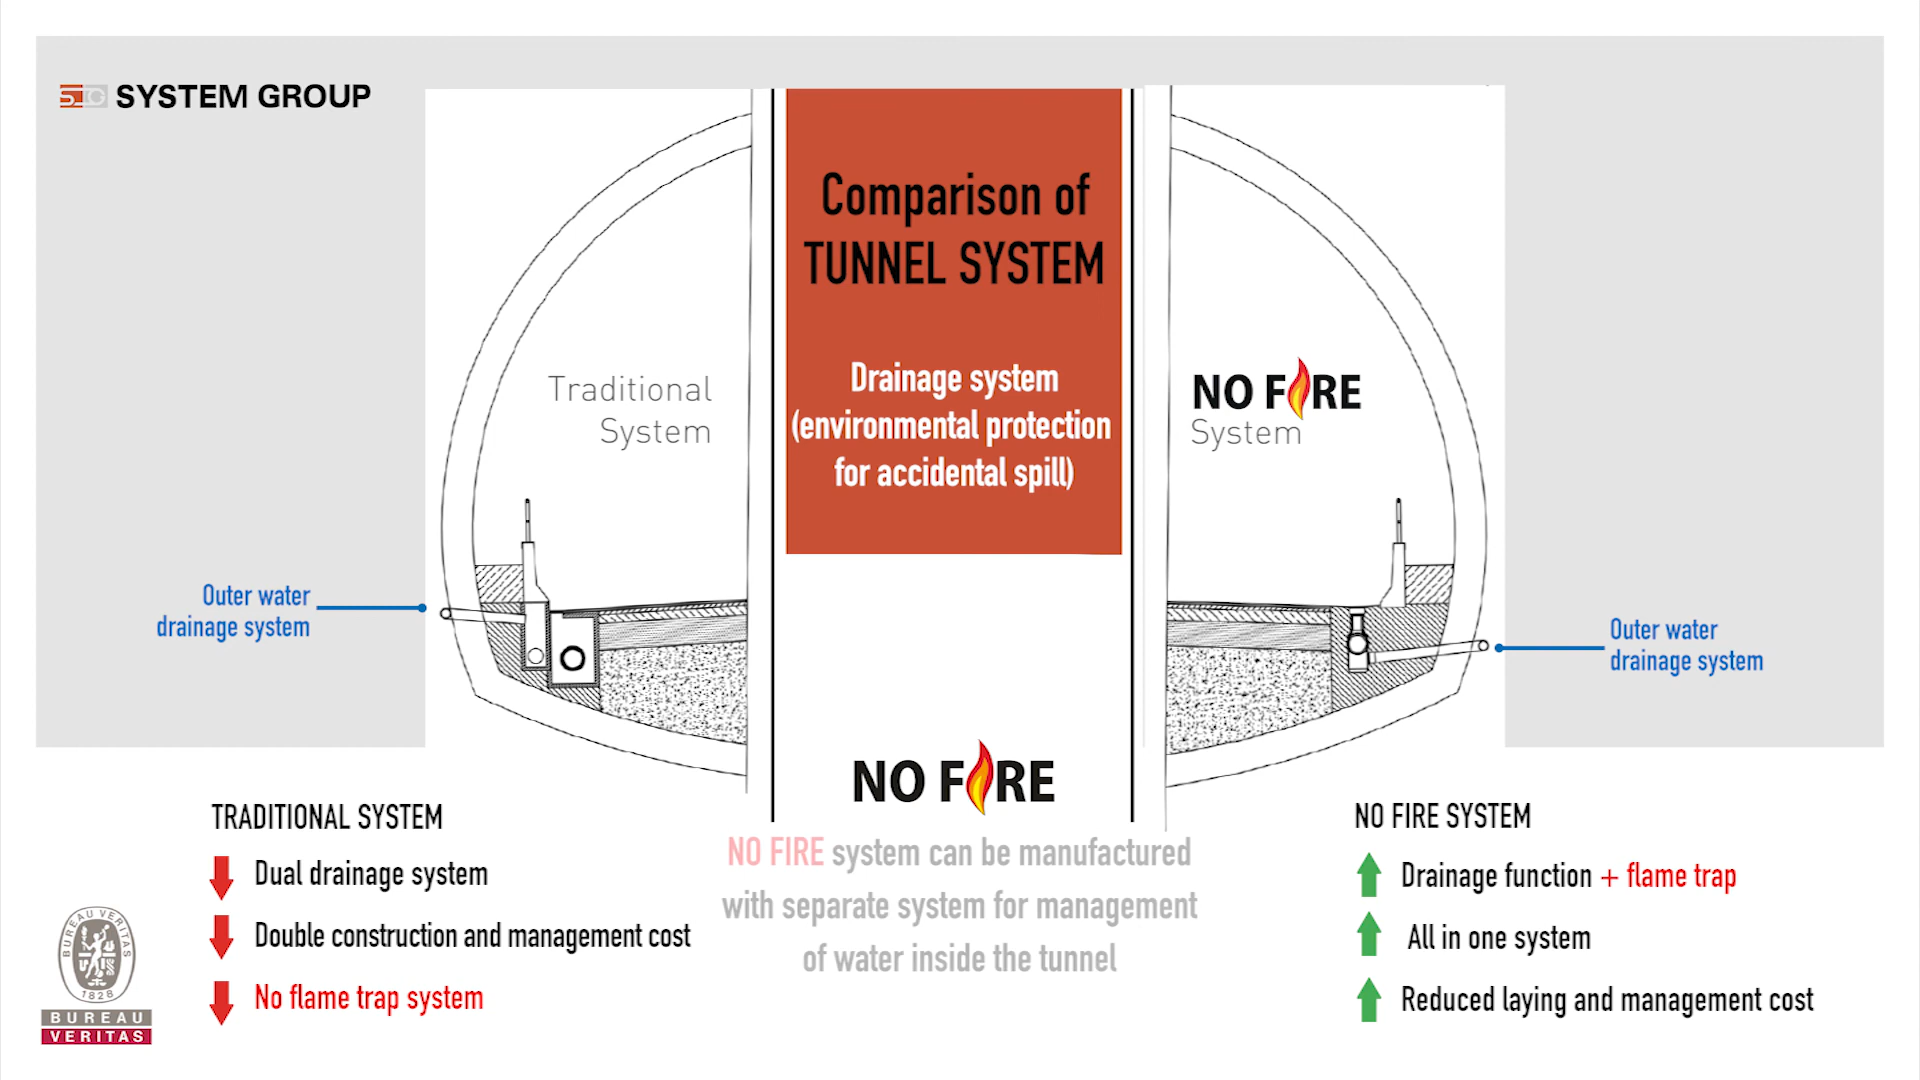 SYSTEM GROUP
Comparison of
TUNNEL SYSTEM
Drainage system
(environmental protection
for accidental spill)
Traditional
System
NO FIRE
System
Outer water
drainage system
Outer water
drainage system
NO FIRE
NO FIRE system can be manufactured
with separate system for management
of water inside the tunnel
TRADITIONAL SYSTEM
Dual drainage system
Double construction and management cost
No flame trap system
NO FIRE SYSTEM
Drainage function + flame trap
All in one system
Reduced laying and management cost
BUREAU VERITAS
1828
BUREAU
VERITAS